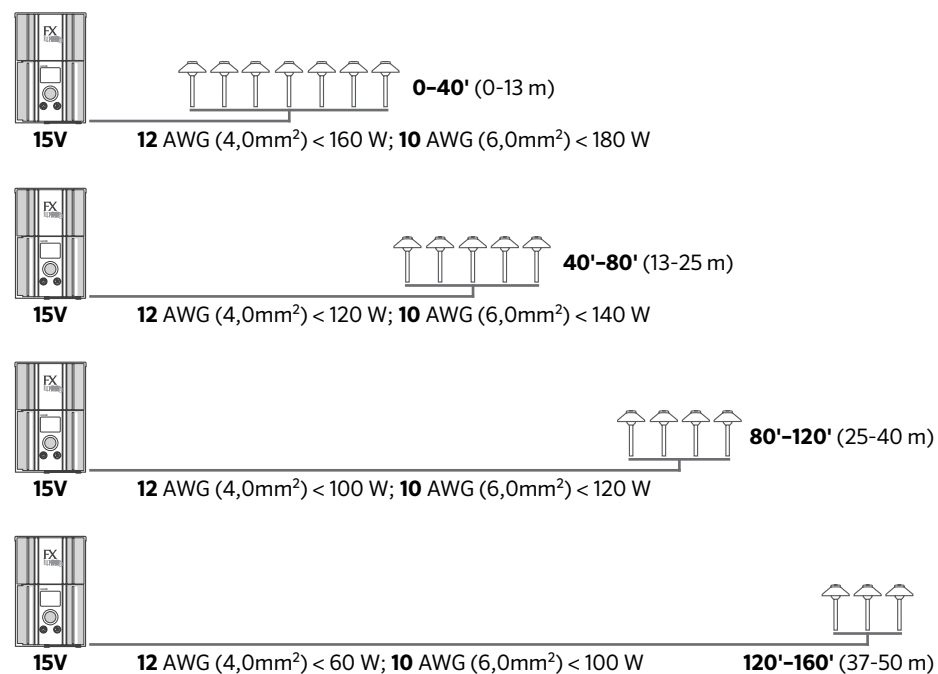 FX
0–40' (0-13 m)
15V
12 AWG (4,0mm²) < 160 W; 10 AWG (6,0mm²) < 180 W
FX
40'–80' (13-25 m)
15V
12 AWG (4,0mm²) < 120 W; 10 AWG (6,0mm²) < 140 W
FX
80'–120' (25-40 m)
15V
12 AWG (4,0mm²) < 100 W; 10 AWG (6,0mm²) < 120 W
FX
15V
12 AWG (4,0mm²) < 60 W; 10 AWG (6,0mm²) < 100 W
120'–160' (37-50 m)